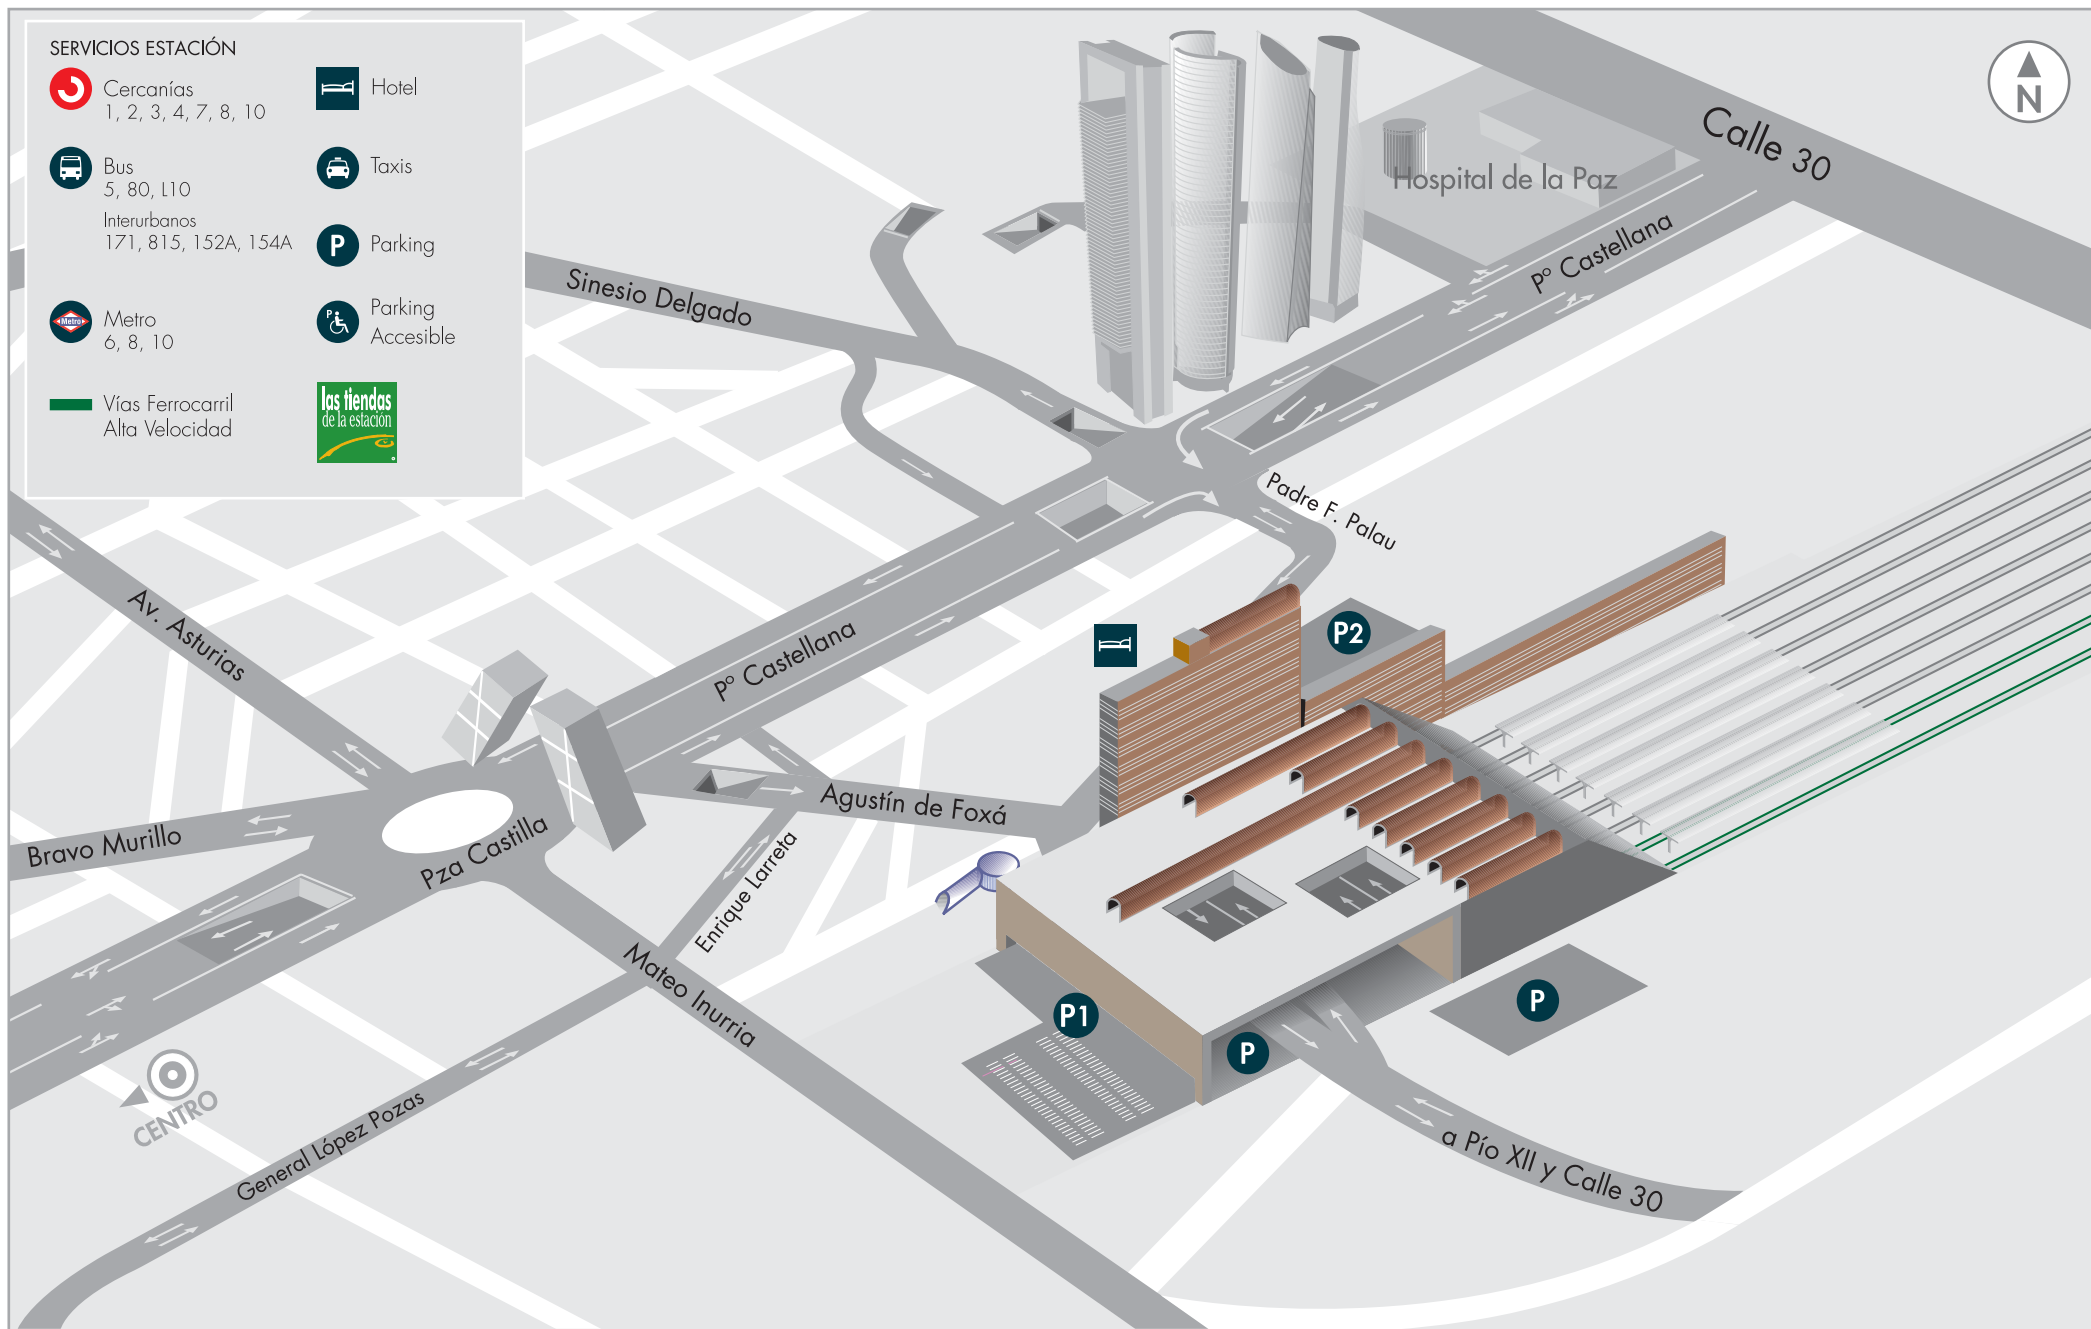 SERVICIOS ESTACIÓN
Cercanías
1, 2, 3, 4, 7, 8, 10
Bus
5, 80, L10
Interurbanos
171, 815, 152A, 154A
Metro
Metro
6, 8, 10
Vías Ferrocarril
Alta Velocidad
Hotel
Taxis
P
Parking
P
Parking
Accesible
las tiendas
de la estación
N
Calle 30
Hospital de la Paz
Pº Castellana
Sinesio Delgado
Padre F. Palau
Av. Asturias
Pº Castellana
P2
Agustín de Foxá
Bravo Murillo
Pza Castilla
Enrique Larreta
Mateo Inurria
P1
P
P
CENTRO
General López Pozas
a Pío XII y Calle 30